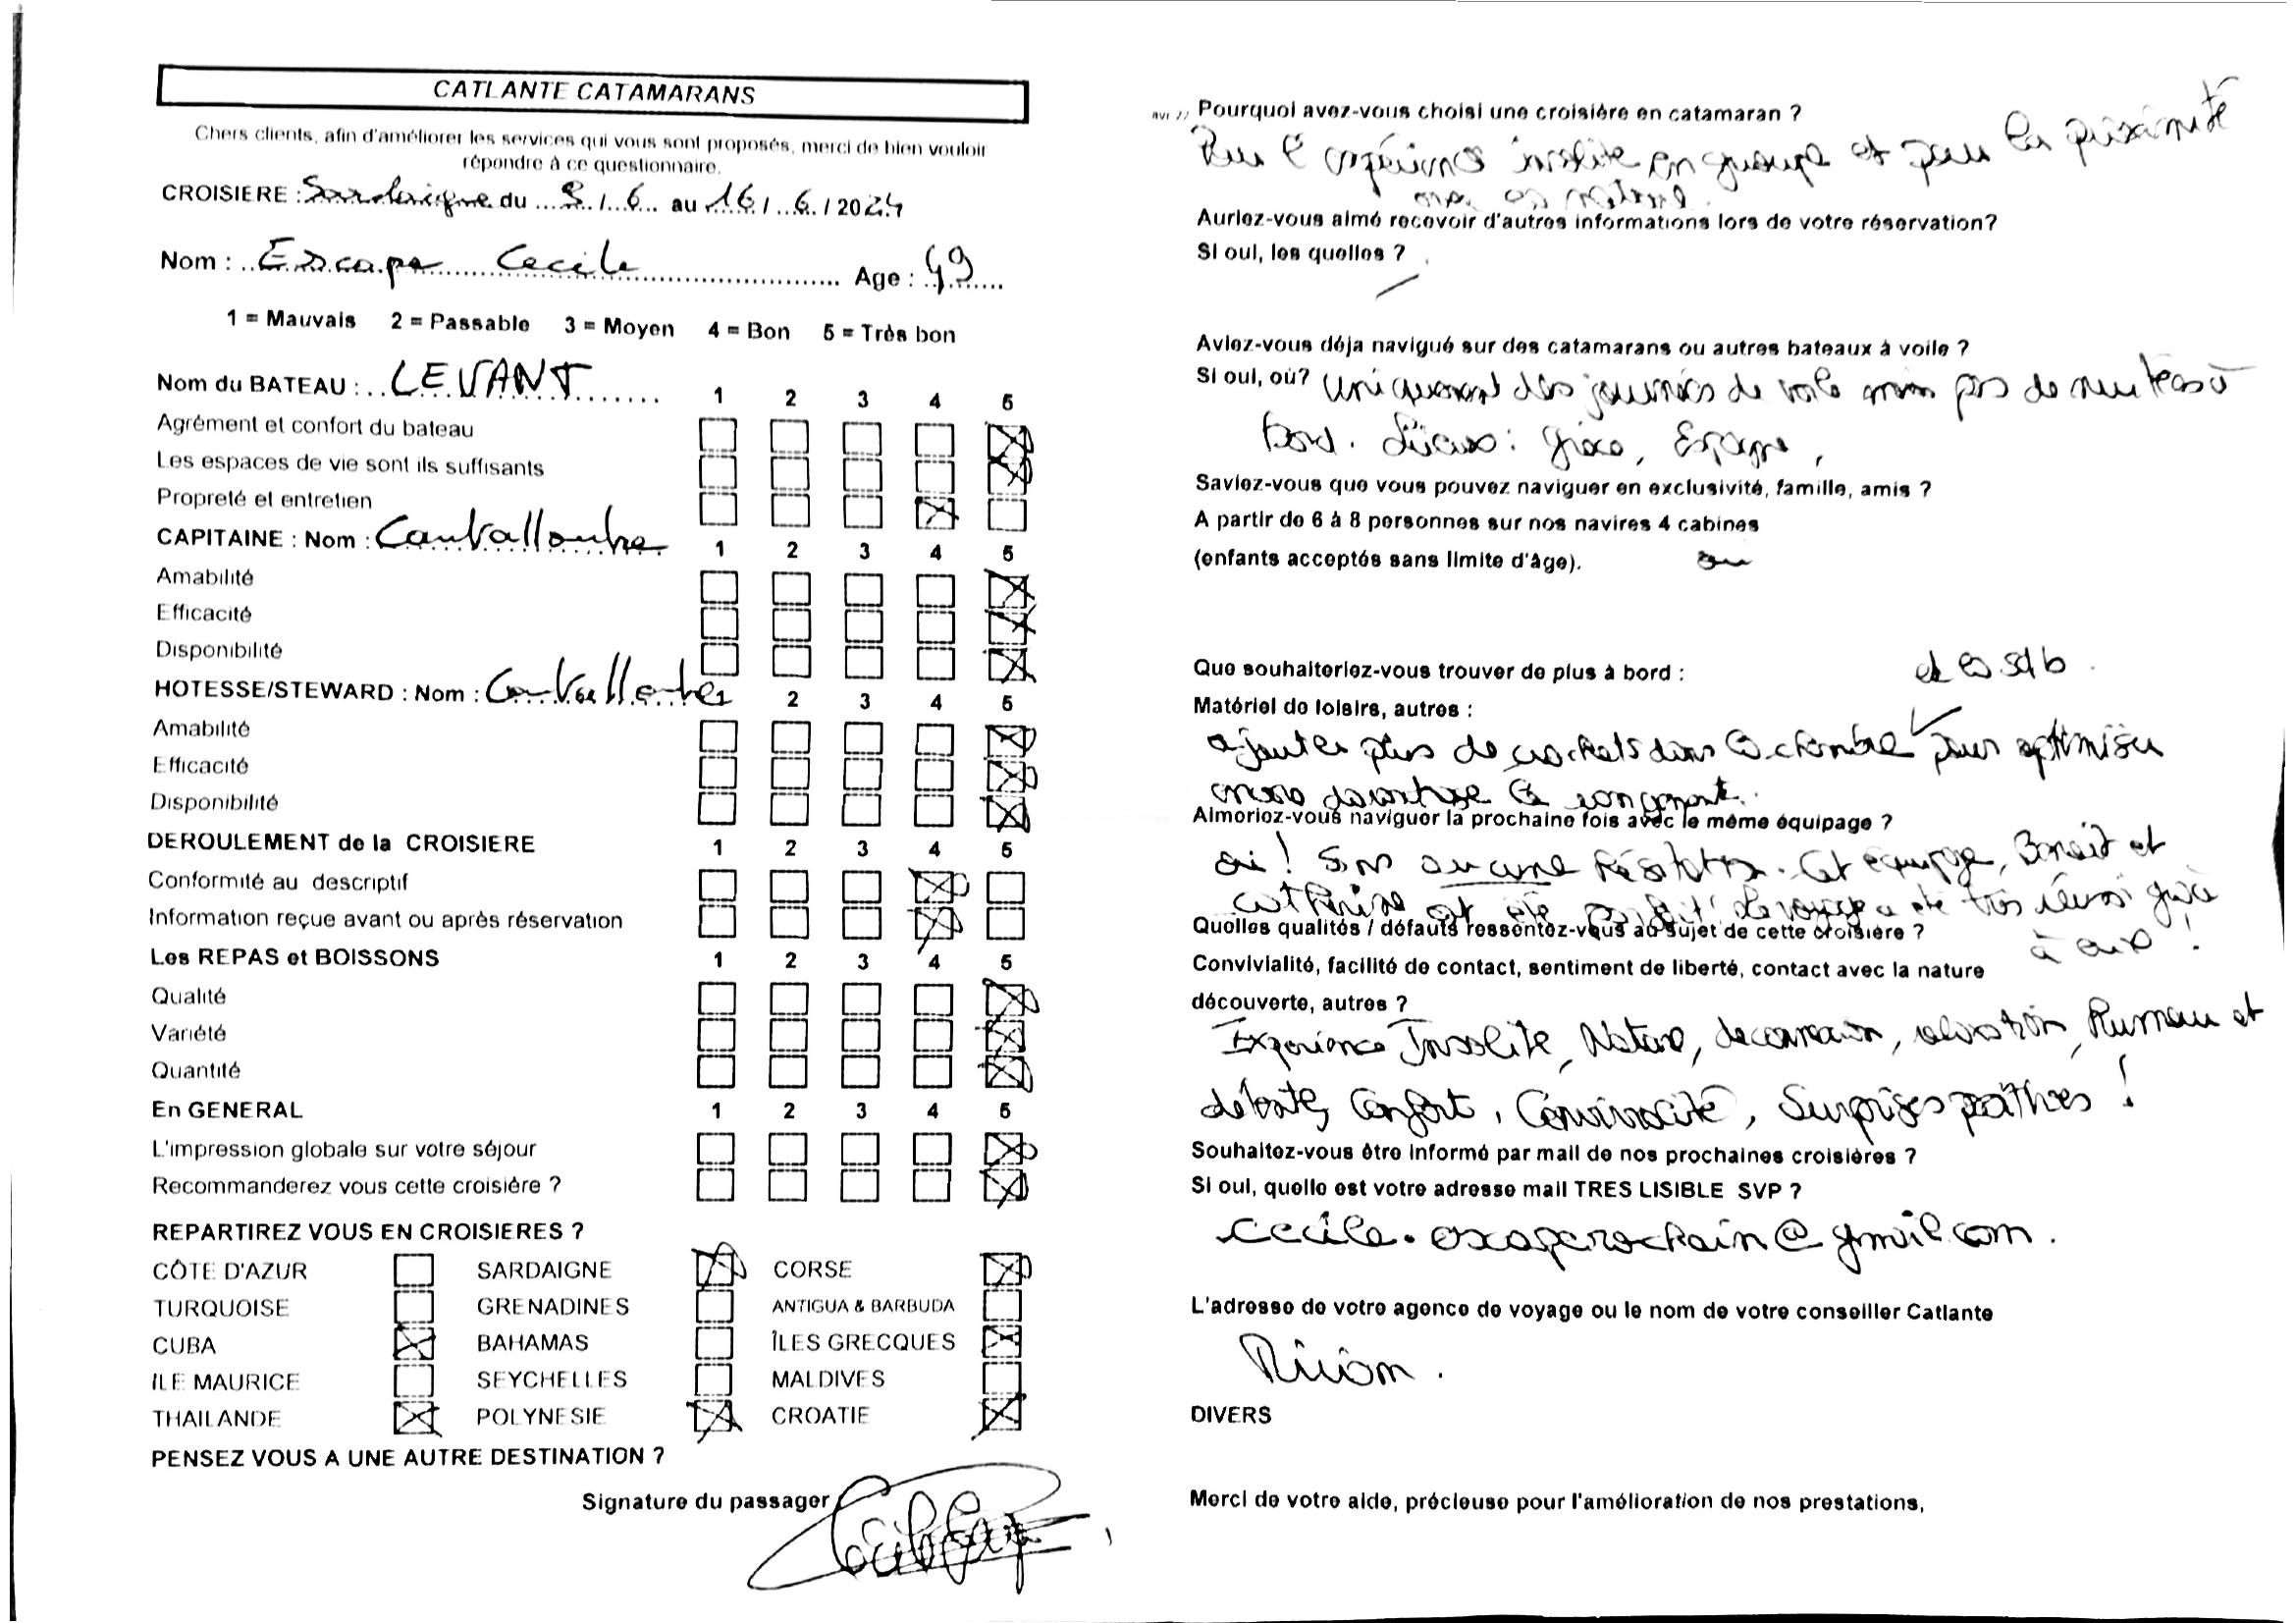 CATLANTE CATAMARANS
Chers clients, afin d'améliorer les services qui vous sont proposés, merci de bien vouloir
répondre à ce questionnaire.
CROISIERE : Sardaigne du 9 / 6 au 16 / 6 / 2024
Nom : Escape Cecile Age : 49
1 = Mauvais 2 = Passable 3 = Moyen 4 = Bon 5 = Très bon
Nom du BATEAU : LEVANT 1 2 3 4 5
Agrément et confort du bateau
Les espaces de vie sont ils suffisants
Propreté et entretien
CAPITAINE : Nom : 1 2 3 4 5
Amabilité
Efficacité
Disponibilité
HOTESSE/STEWARD : Nom : 2 3 4 5
Amabilité
Efficacité
Disponibilité
DEROULEMENT de la CROISIERE 1 2 3 4 5
Conformité au descriptif
Information reçue avant ou après réservation
Les REPAS et BOISSONS 1 2 3 4 5
Qualité
Variété
Quantité
En GENERAL 1 2 3 4 5
L'impression globale sur votre séjour
Recommanderez vous cette croisière ?
REPARTIREZ VOUS EN CROISIERES ?
CÔTE D'AZUR SARDAIGNE CORSE
TURQUOISE GRENADINES ANTIGUA & BARBUDA
CUBA BAHAMAS ÎLES GRECQUES
ILE MAURICE SEYCHELLES MALDIVES
THAILANDE POLYNESIE CROATIE
PENSEZ VOUS A UNE AUTRE DESTINATION ?
Signature du passager
Pourquoi avez-vous choisi une croisière en catamaran ?
Pour l'expérience insolite en groupe et pour la proximité
Auriez-vous aimé recevoir d'autres informations lors de votre réservation?
Si oui, les quelles ?
Aviez-vous déja navigué sur des catamarans ou autres bateaux à voile ?
Si oui, où? Uniquement des journées de voile mais pas de nuitées à
bord. Lieux : Grèce, Espagne,
Saviez-vous que vous pouvez naviguer en exclusivité, famille, amis ?
A partir de 6 à 8 personnes sur nos navires 4 cabines
(enfants acceptés sans limite d'âge). oui
Que souhaiteriez-vous trouver de plus à bord : et sdb.
Matériel de loisirs, autres :
ajouter plus de crochets dans la chambre pour optimiser
encore davantage le rangement.
Aimeriez-vous naviguer la prochaine fois avec le même équipage ?
oui ! Sans aucune hésitation. Cet équipage, Benoit et
Catherine ont été parfait ! Le voyage a été très réussi grâce
à eux !
Quelles qualités / défauts ressentez-vous au sujet de cette croisière ?
Convivialité, facilité de contact, sentiment de liberté, contact avec la nature
découverte, autres ?
Expérience Insolite, Nature, deconnexion, relaxation, Humour et
détente, Confort, Convivialité, Surprises positives !
Souhaitez-vous être informé par mail de nos prochaines croisières ?
Si oui, quelle est votre adresse mail TRES LISIBLE SVP ?
cecile.escaperochain@gmail.com.
L'adresse de votre agence de voyage ou le nom de votre conseiller Catlante
DIVERS
Merci de votre aide, précieuse pour l'amélioration de nos prestations,